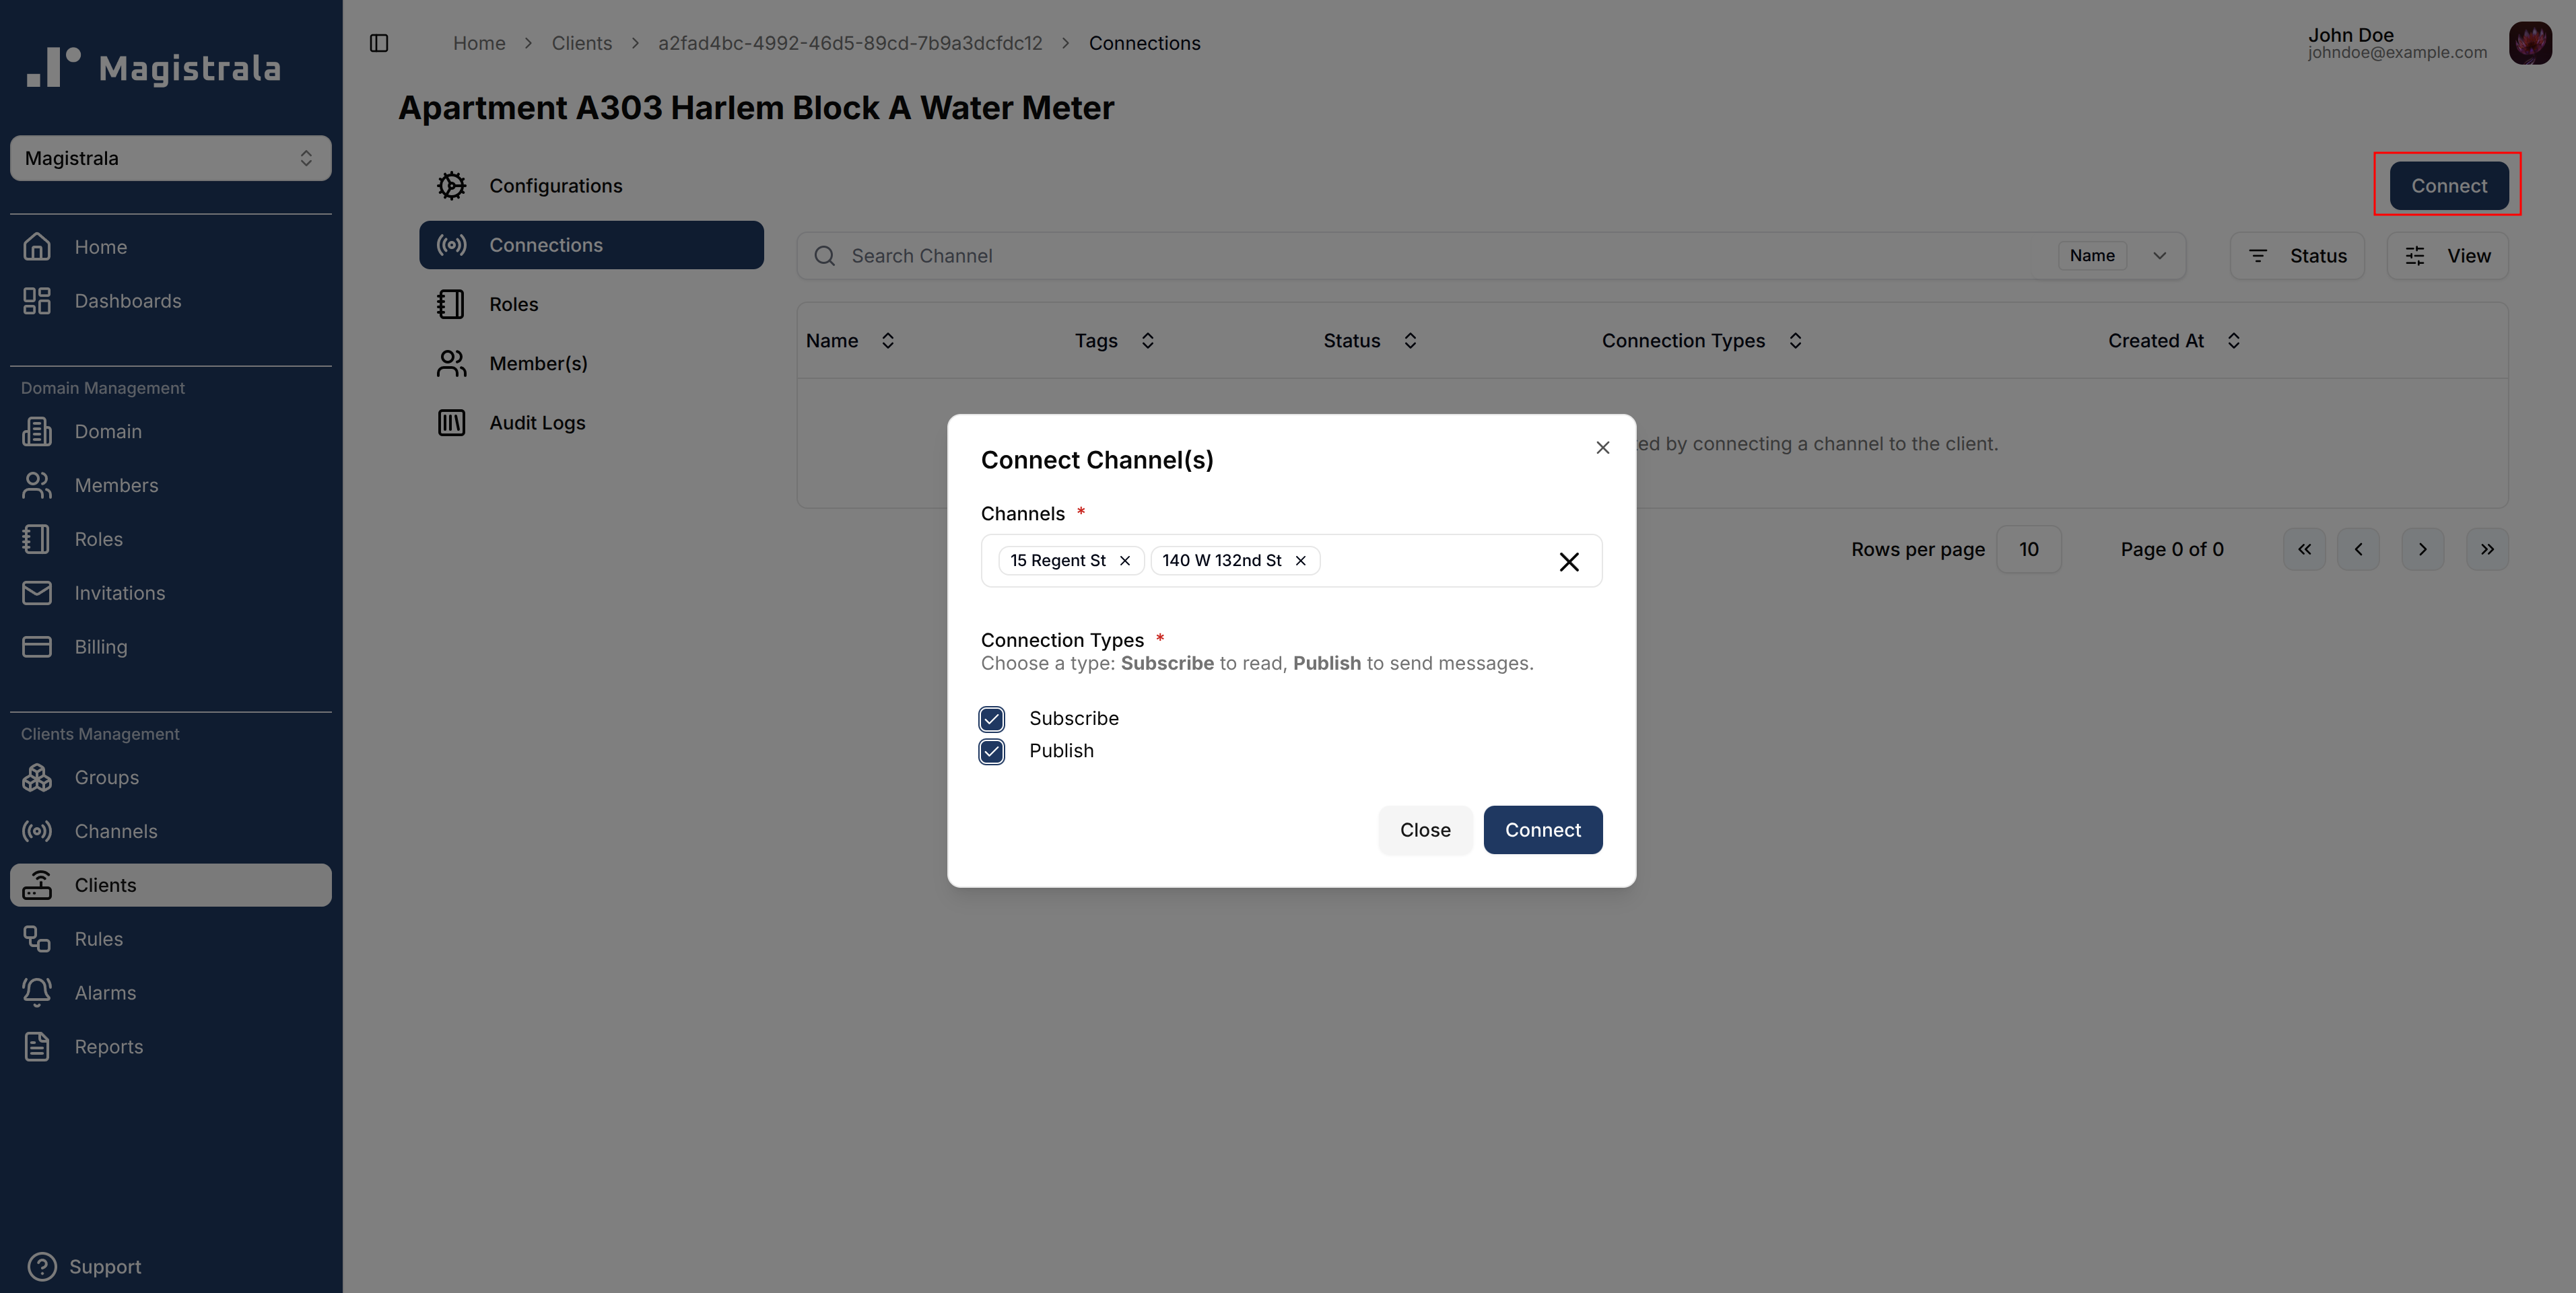 Magistrala
Magistrala
Home
Dashboards
Domain Management
Domain
Members
Roles
Invitations
Billing
Clients Management
Groups
Channels
Clients
Rules
Alarms
Reports
Support
Home > Clients > a2fad4bc-4992-46d5-89cd-7b9a3dcfdc12 > Connections
John Doe
johndoe@example.com
Apartment A303 Harlem Block A Water Meter
Configurations
Connections
Roles
Member(s)
Audit Logs
Connect
Search Channel Name Status View
Name Tags Status Connection Types Created At
by connecting a channel to the client.
Rows per page 10 Page 0 of 0
Connect Channel(s)
Channels *
15 Regent St 140 W 132nd St
Connection Types *
Choose a type: Subscribe to read, Publish to send messages.
Subscribe
Publish
Close Connect